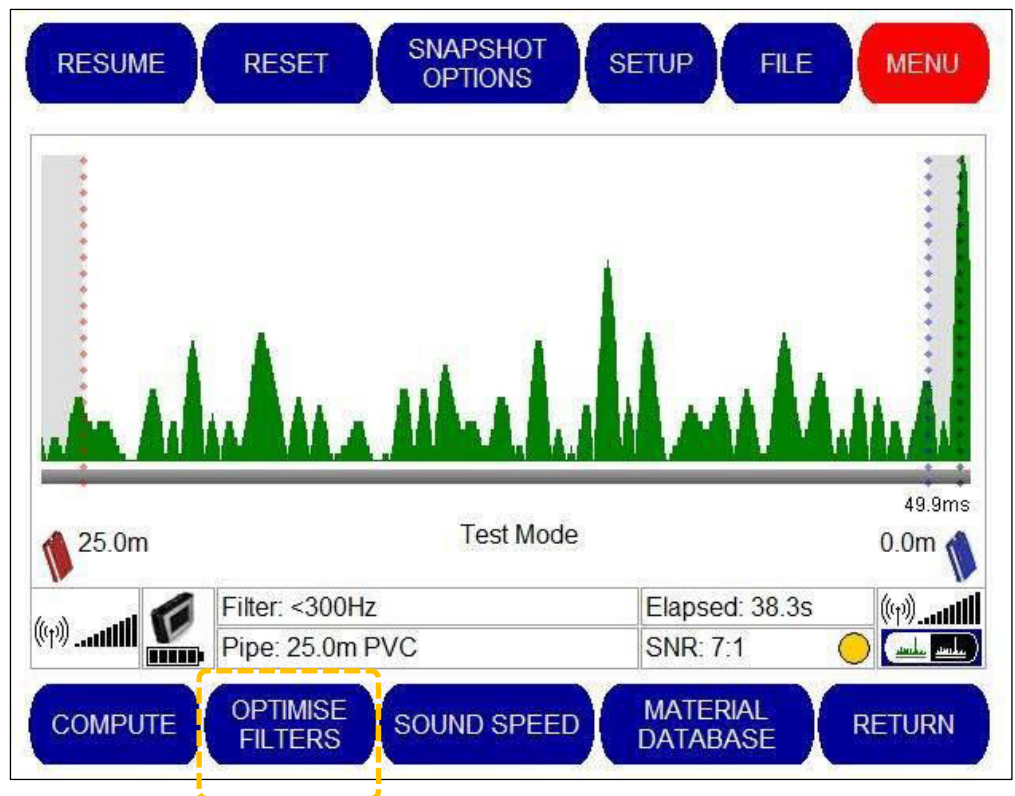 RESUME
RESET
SNAPSHOT
OPTIONS
SETUP
FILE
MENU
49.9ms
25.0m
Test Mode
0.0m
Filter: <300Hz
Elapsed: 38.3s
Pipe: 25.0m PVC
SNR: 7:1
COMPUTE
OPTIMISE
FILTERS
SOUND SPEED
MATERIAL
DATABASE
RETURN